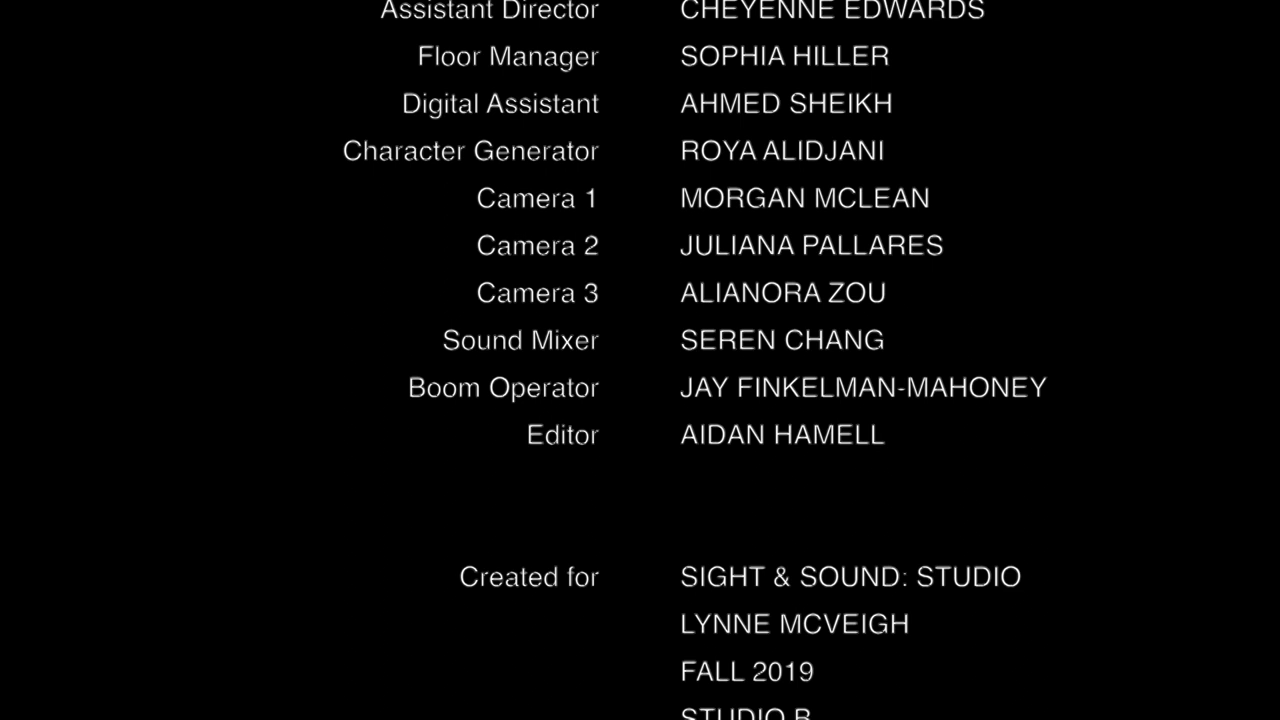 Assistant Director CHEYENNE EDWARDS
Floor Manager SOPHIA HILLER
Digital Assistant AHMED SHEIKH
Character Generator ROYA ALIDJANI
Camera 1 MORGAN MCLEAN
Camera 2 JULIANA PALLARES
Camera 3 ALIANORA ZOU
Sound Mixer SEREN CHANG
Boom Operator JAY FINKELMAN-MAHONEY
Editor AIDAN HAMELL
Created for SIGHT & SOUND: STUDIO
LYNNE MCVEIGH
FALL 2019
STUDIO